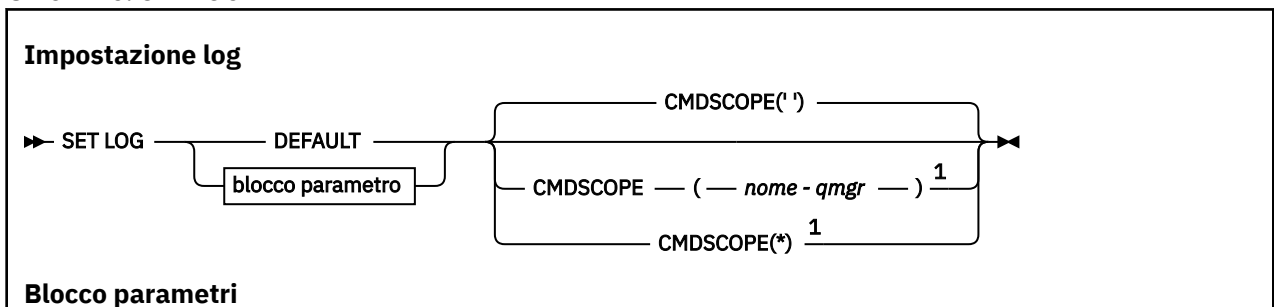 Impostazione log
CMDSCOPE(' ')
SET LOG DEFAULT
blocco parametro
CMDSCOPE ( nome - qmgr ) 1
CMDSCOPE(*) 1
Blocco parametri